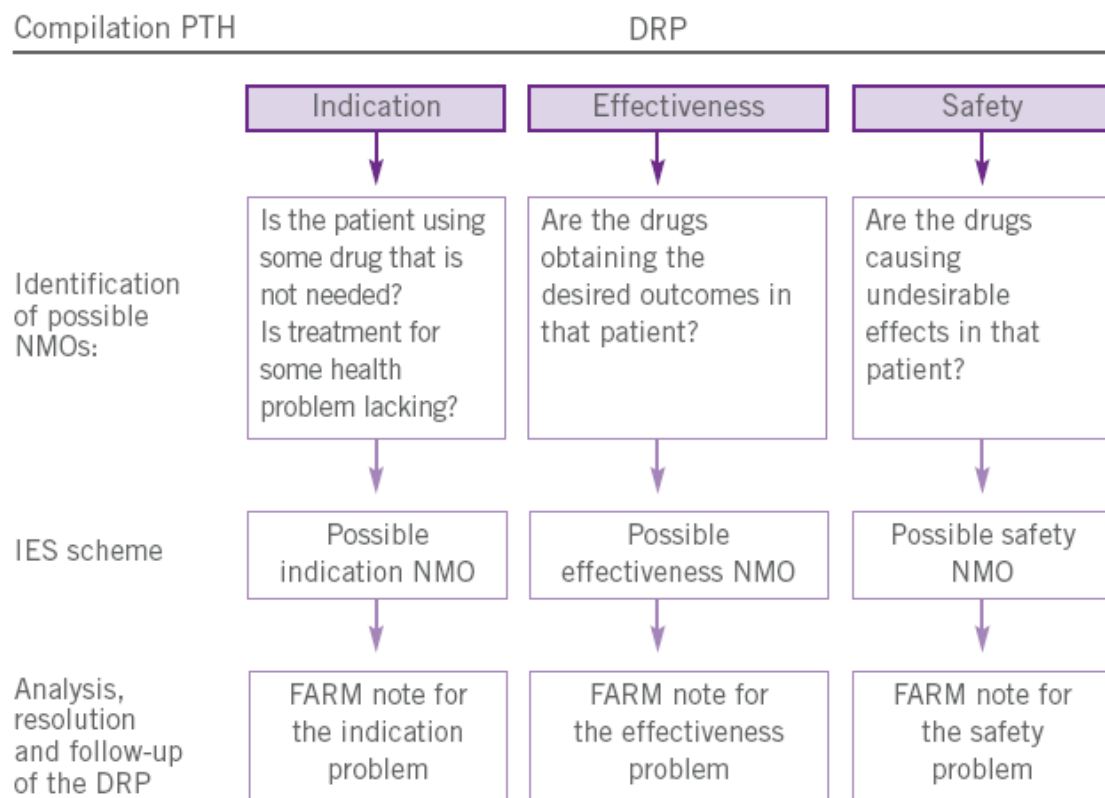 Compilation PTH
DRP
Indication
Effectiveness
Safety
Identification
of possible
NMOs:
Is the patient using
some drug that is
not needed?
Is treatment for
some health
problem lacking?
Are the drugs
obtaining the
desired outcomes in
that patient?
Are the drugs
causing
undesirable
effects in that
patient?
IES scheme
Possible
indication NMO
Possible
effectiveness NMO
Possible safety
NMO
Analysis,
resolution
and follow-up
of the DRP
FARM note for
the indication
problem
FARM note for
the effectiveness
problem
FARM note for
the safety
problem